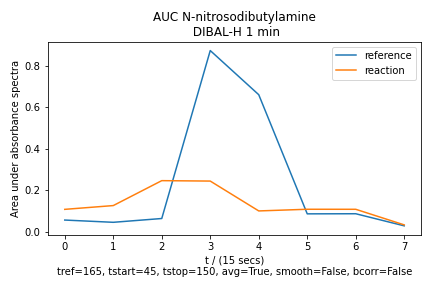 AUC N-nitrosodibutylamine
DIBAL-H 1 min
reference
reaction
Area under absorbance spectra
0.8
0.6
0.4
0.2
0.0
0 1 2 3 4 5 6 7
t / (15 secs)
tref=165, tstart=45, tstop=150, avg=True, smooth=False, bcorr=False